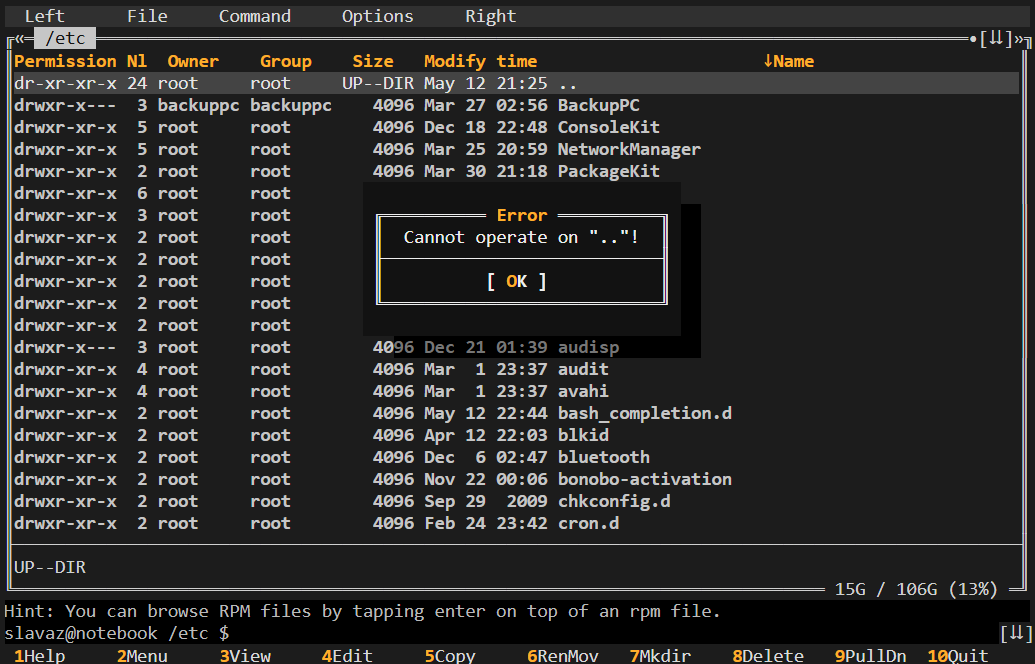 Left File Command Options Right
«— /etc •[⇊]»
Permission Nl Owner Group Size Modify time ↓Name
dr-xr-xr-x 24 root root UP--DIR May 12 21:25 ..
drwxr-x--- 3 backuppc backuppc 4096 Mar 27 02:56 BackupPC
drwxr-xr-x 5 root root 4096 Dec 18 22:48 ConsoleKit
drwxr-xr-x 5 root root 4096 Mar 25 20:59 NetworkManager
drwxr-xr-x 2 root root 4096 Mar 30 21:18 PackageKit
drwxr-xr-x 6 root root
drwxr-xr-x 3 root root Error
drwxr-xr-x 2 root root Cannot operate on ".."!
drwxr-xr-x 2 root root
drwxr-xr-x 2 root root [ OK ]
drwxr-xr-x 2 root root
drwxr-xr-x 2 root root
drwxr-x--- 3 root root 4096 Dec 21 01:39 audisp
drwxr-xr-x 4 root root 4096 Mar 1 23:37 audit
drwxr-xr-x 4 root root 4096 Mar 1 23:37 avahi
drwxr-xr-x 2 root root 4096 May 12 22:44 bash_completion.d
drwxr-xr-x 2 root root 4096 Apr 12 22:03 blkid
drwxr-xr-x 2 root root 4096 Dec 6 02:47 bluetooth
drwxr-xr-x 2 root root 4096 Nov 22 00:06 bonobo-activation
drwxr-xr-x 2 root root 4096 Sep 29 2009 chkconfig.d
drwxr-xr-x 2 root root 4096 Feb 24 23:42 cron.d
UP--DIR
15G / 106G (13%)
Hint: You can browse RPM files by tapping enter on top of an rpm file.
slavaz@notebook /etc $ [⇊]
1Help 2Menu 3View 4Edit 5Copy 6RenMov 7Mkdir 8Delete 9PullDn 10Quit